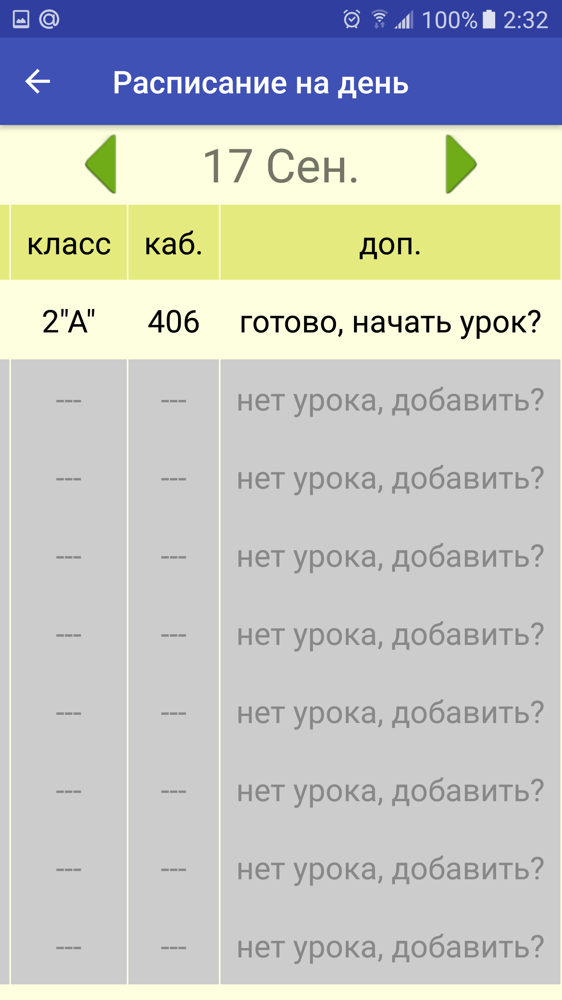 100% 2:32
Расписание на день
17 Сен.
класс каб. доп.
2"А" 406 готово, начать урок?
--- --- нет урока, добавить?
--- --- нет урока, добавить?
--- --- нет урока, добавить?
--- --- нет урока, добавить?
--- --- нет урока, добавить?
--- --- нет урока, добавить?
--- --- нет урока, добавить?
--- --- нет урока, добавить?